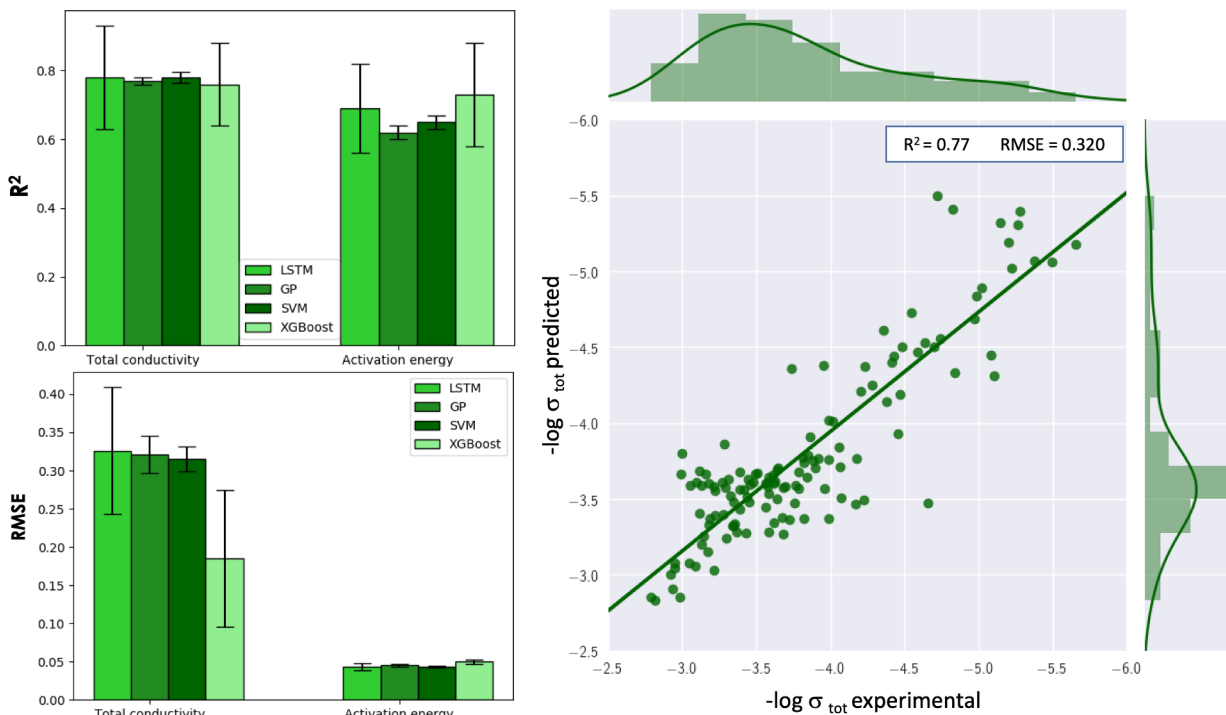 R²
0.8
0.6
0.4
0.2
0.0
LSTM
GP
SVM
XGBoost
Total conductivity
Activation energy
RMSE
0.40
0.35
0.30
0.25
0.20
0.15
0.10
0.05
0.00
LSTM
GP
SVM
XGBoost
Total conductivity
Activation energy
-log σ tot predicted
−6.0
−5.5
−5.0
−4.5
−4.0
−3.5
−3.0
−2.5
R² = 0.77 RMSE = 0.320
−2.5 −3.0 −3.5 −4.0 −4.5 −5.0 −5.5 −6.0
-log σ tot experimental